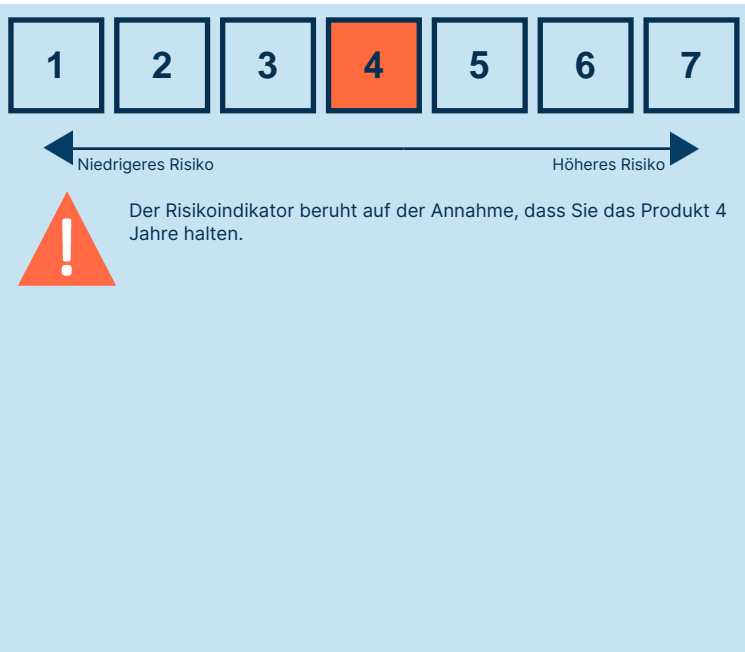 1 2 3 4 5 6 7
Niedrigeres Risiko Höheres Risiko
Der Risikoindikator beruht auf der Annahme, dass Sie das Produkt 4
Jahre halten.